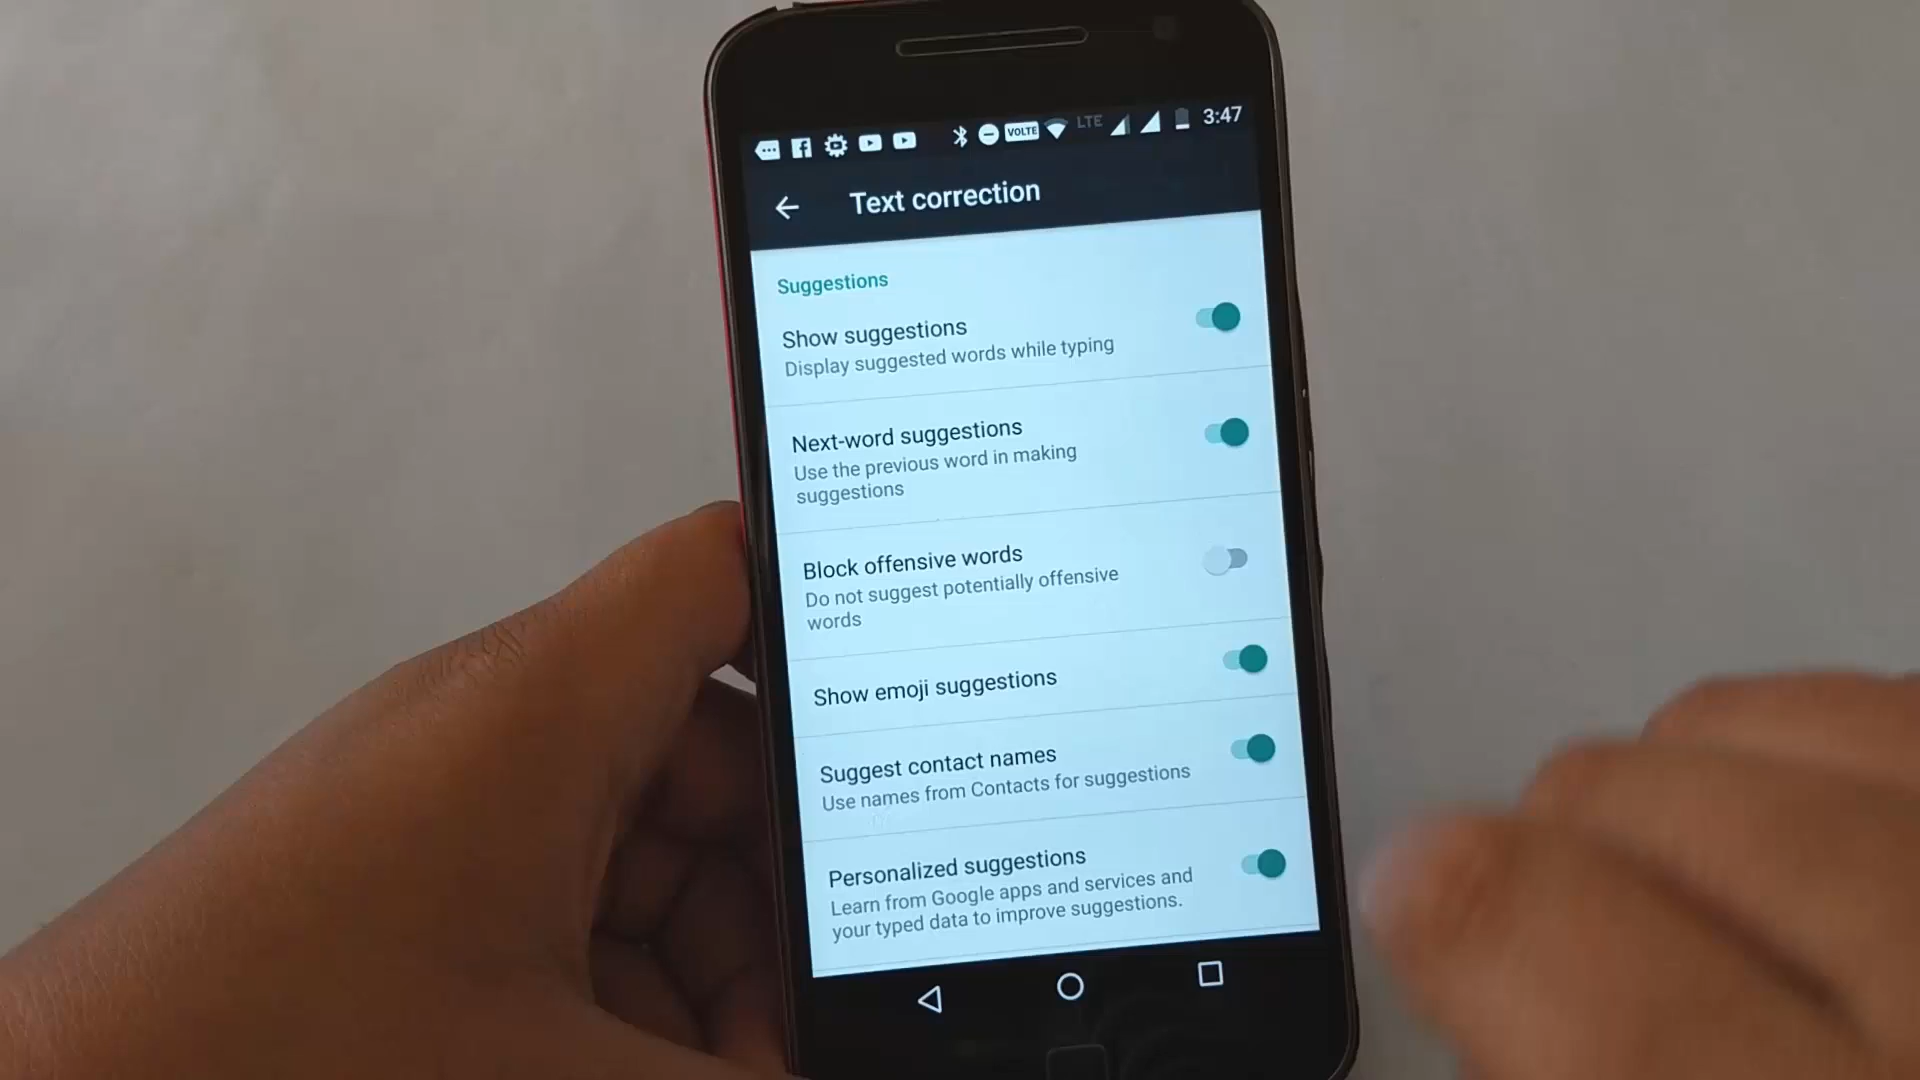 VOLTE LTE 3:47
Text correction
Suggestions
Show suggestions
Display suggested words while typing
Next-word suggestions
Use the previous word in making
suggestions
Block offensive words
Do not suggest potentially offensive
words
Show emoji suggestions
Suggest contact names
Use names from Contacts for suggestions
Personalized suggestions
Learn from Google apps and services and
your typed data to improve suggestions.